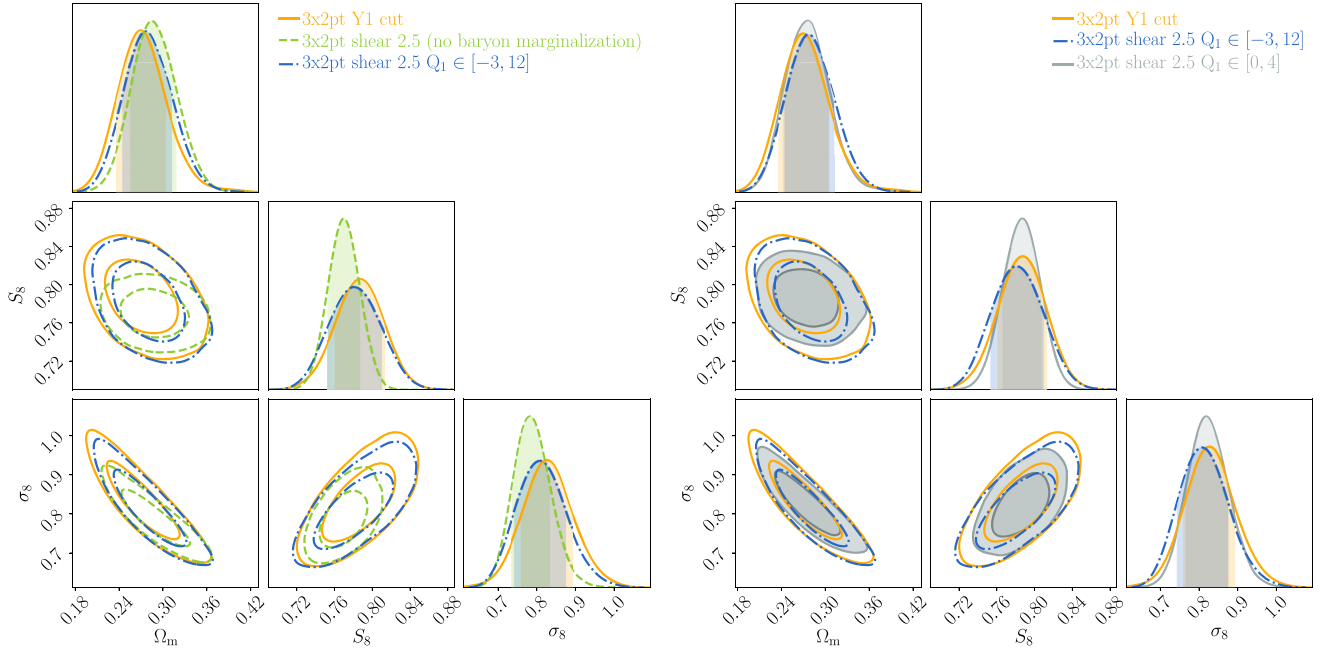 3x2pt Y1 cut
3x2pt shear 2.5 (no baryon marginalization)
3x2pt shear 2.5 Q₁ ∈ [−3, 12]
3x2pt Y1 cut
3x2pt shear 2.5 Q₁ ∈ [−3, 12]
3x2pt shear 2.5 Q₁ ∈ [0, 4]
0.88
0.84
0.80
0.76
0.72
S₈
1.0
0.9
0.8
0.7
σ₈
0.18 0.24 0.30 0.36 0.42
Ωₘ
0.72 0.76 0.80 0.84 0.88
S₈
0.7 0.8 0.9 1.0
σ₈
0.88
0.84
0.80
0.76
0.72
S₈
1.0
0.9
0.8
0.7
σ₈
0.18 0.24 0.30 0.36 0.42
Ωₘ
0.72 0.76 0.80 0.84 0.88
S₈
0.7 0.8 0.9 1.0
σ₈